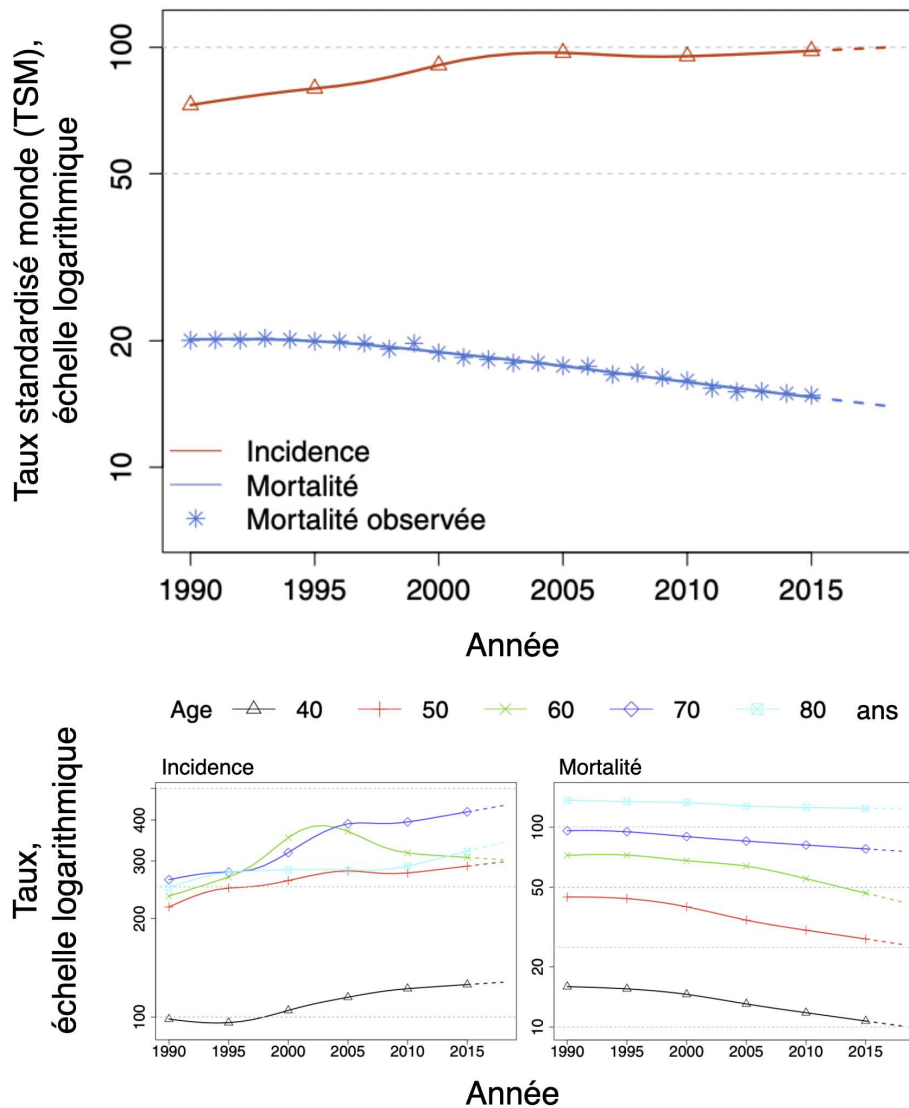 Taux standardisé monde (TSM),
échelle logarithmique
100
50
20
10
Incidence
Mortalité
Mortalité observée
1990 1995 2000 2005 2010 2015
Année
Age 40 50 60 70 80 ans
Taux,
échelle logarithmique
Incidence
400
300
200
100
1990 1995 2000 2005 2010 2015
Mortalité
100
50
20
10
1990 1995 2000 2005 2010 2015
Année